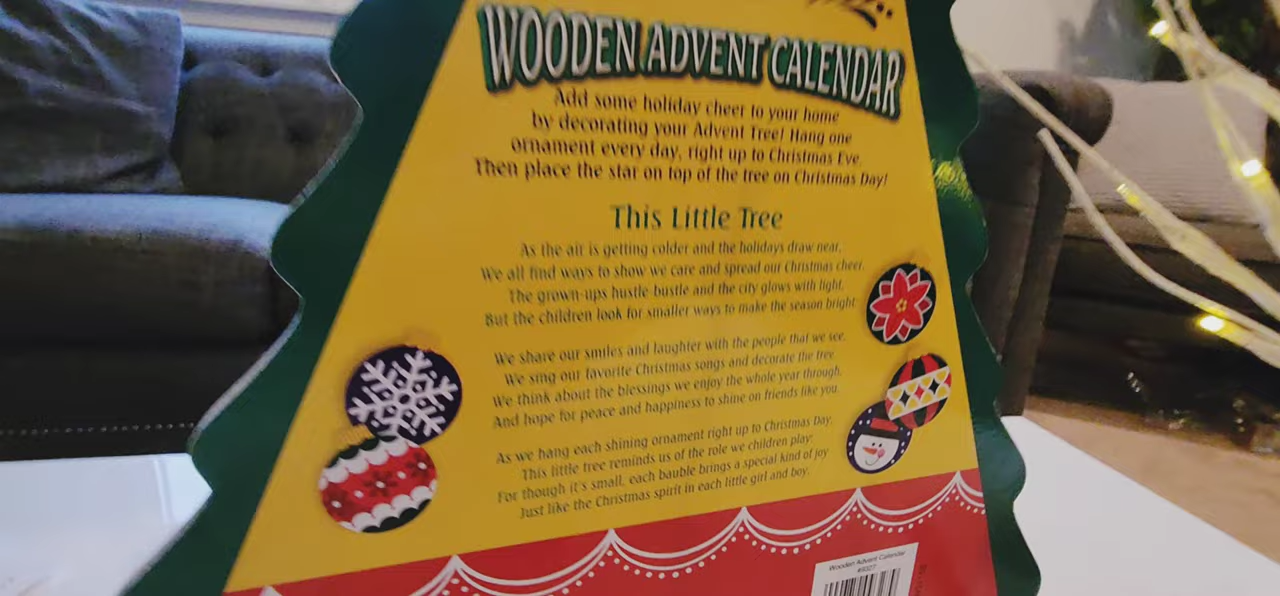 WOODEN ADVENT CALENDAR
Add some holiday cheer to your home
by decorating your Advent Tree! Hang one
ornament every day, right up to Christmas Eve.
Then place the star on top of the tree on Christmas Day!
This Little Tree
As the air is getting colder and the holidays draw near,
We all find ways to show we care and spread our Christmas cheer.
The grown-ups hustle-bustle and the city glows with light,
But the children look for smaller ways to make the season bright.
We share our smiles and laughter with the people that we see.
We sing our favorite Christmas songs and decorate the tree.
We think about the blessings we enjoy the whole year through,
And hope for peace and happiness to shine on friends like you.
As we hang each shining ornament right up to Christmas Day,
This little tree reminds us of the role we children play:
For though it's small, each bauble brings a special kind of joy
Just like the Christmas spirit in each little girl and boy.
Wooden Advent Calendar